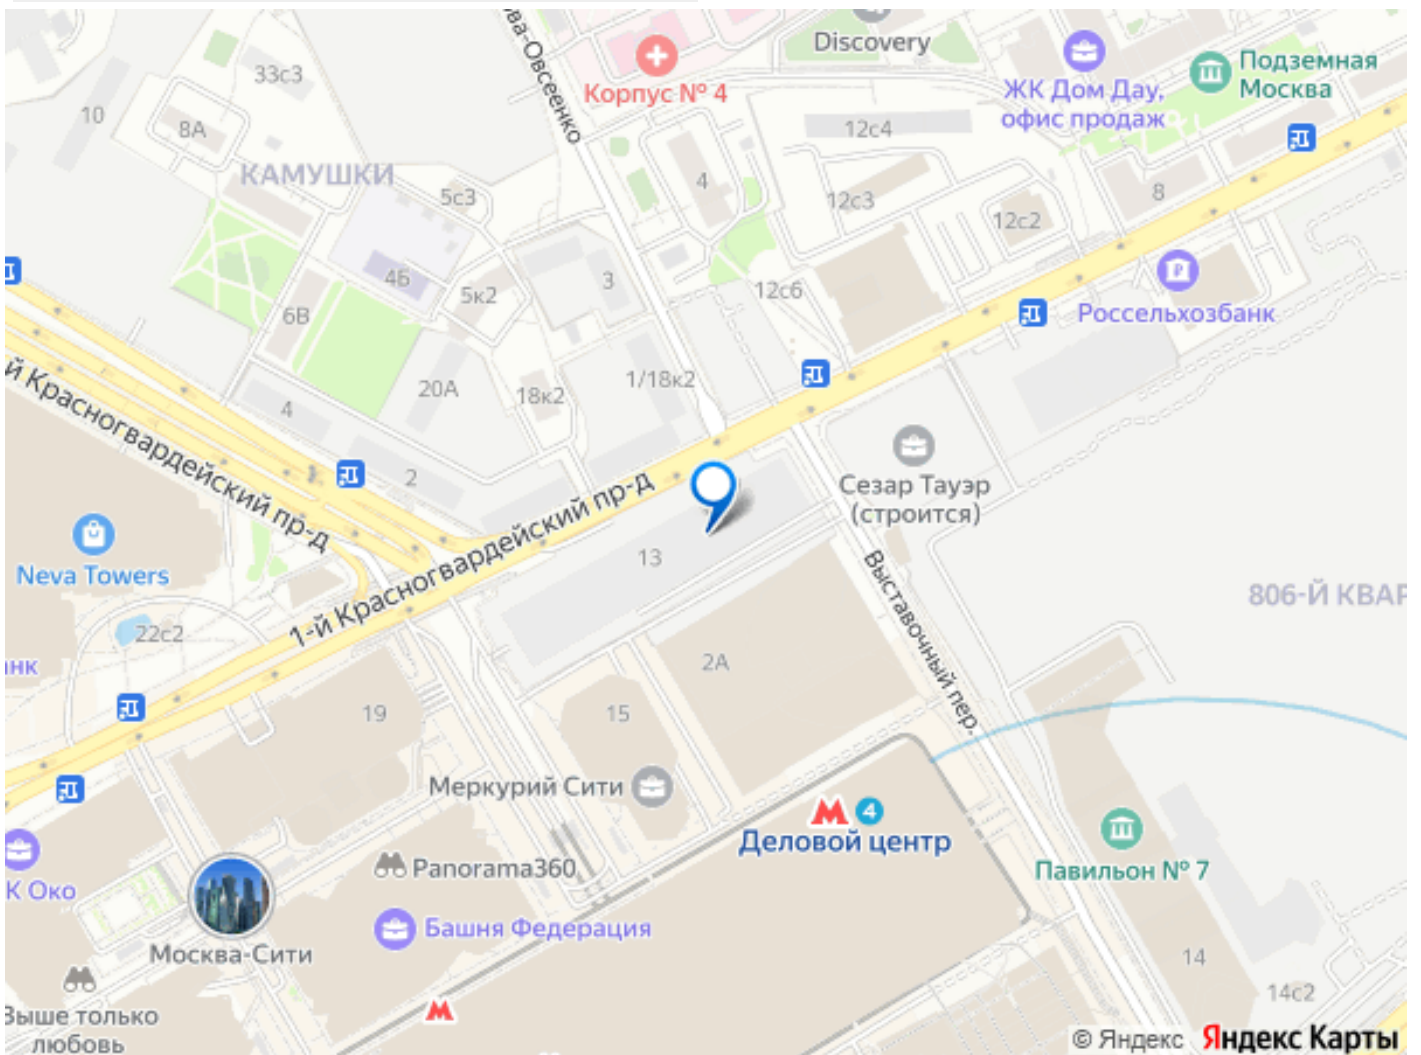 ва-Овсеенко
Discovery
Подземная
Москва
33с3
Корпус № 4
ЖК Дом Дау,
офис продаж
10
8А
12с4
КАМУШКИ
5с3
4
12с3
8
12с2
4Б
5к2
3
12с6
6В
Россельхозбанк
1/18к2
20А
18к2
4
й Красногвардейский пр-д
2
Сезар Тауэр
(строится)
1-й Красногвардейский пр-д
13
Neva Towers
Выставочный пер.
806-Й КВАР
22с2
нк
2А
19
15
Меркурий Сити
4
Деловой центр
Павильон № 7
К Око
Panorama360
Башня Федерация
Москва-Сити
14
14с2
Выше только
любовь
© Яндекс Яндекс Карты